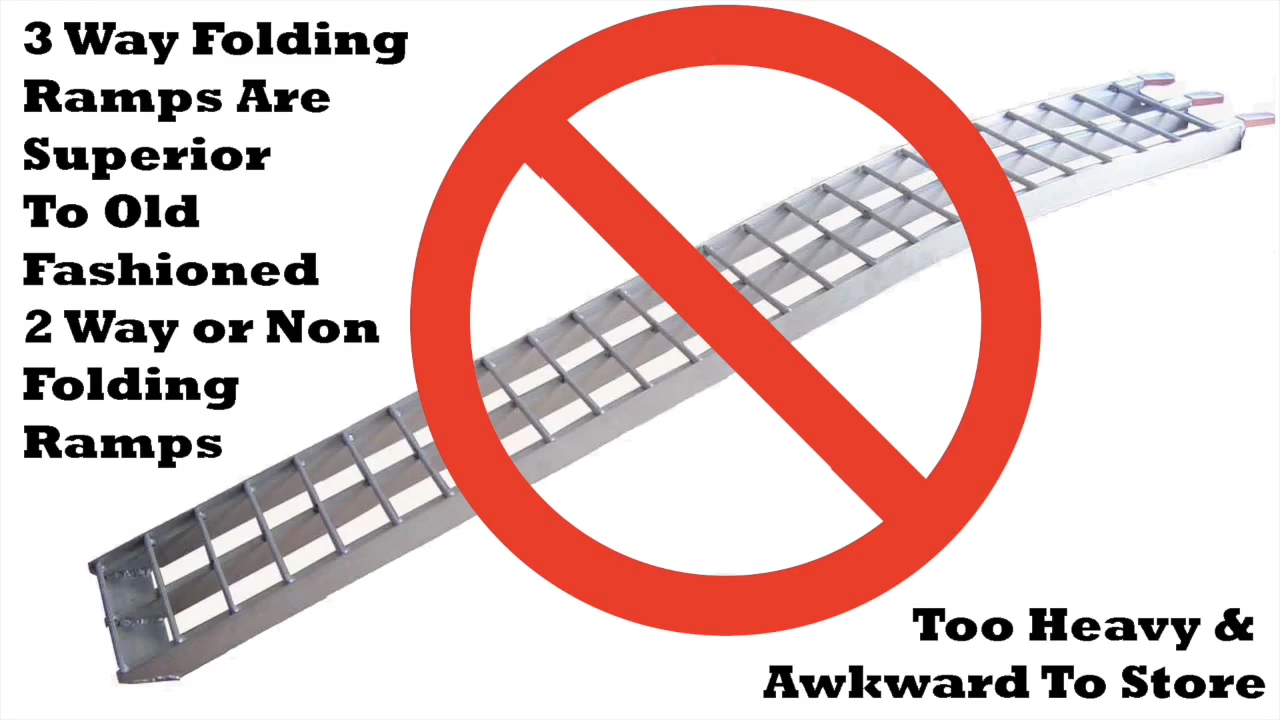 3 Way Folding
Ramps Are
Superior
To Old
Fashioned
2 Way or Non
Folding
Ramps
Too Heavy &
Awkward To Store